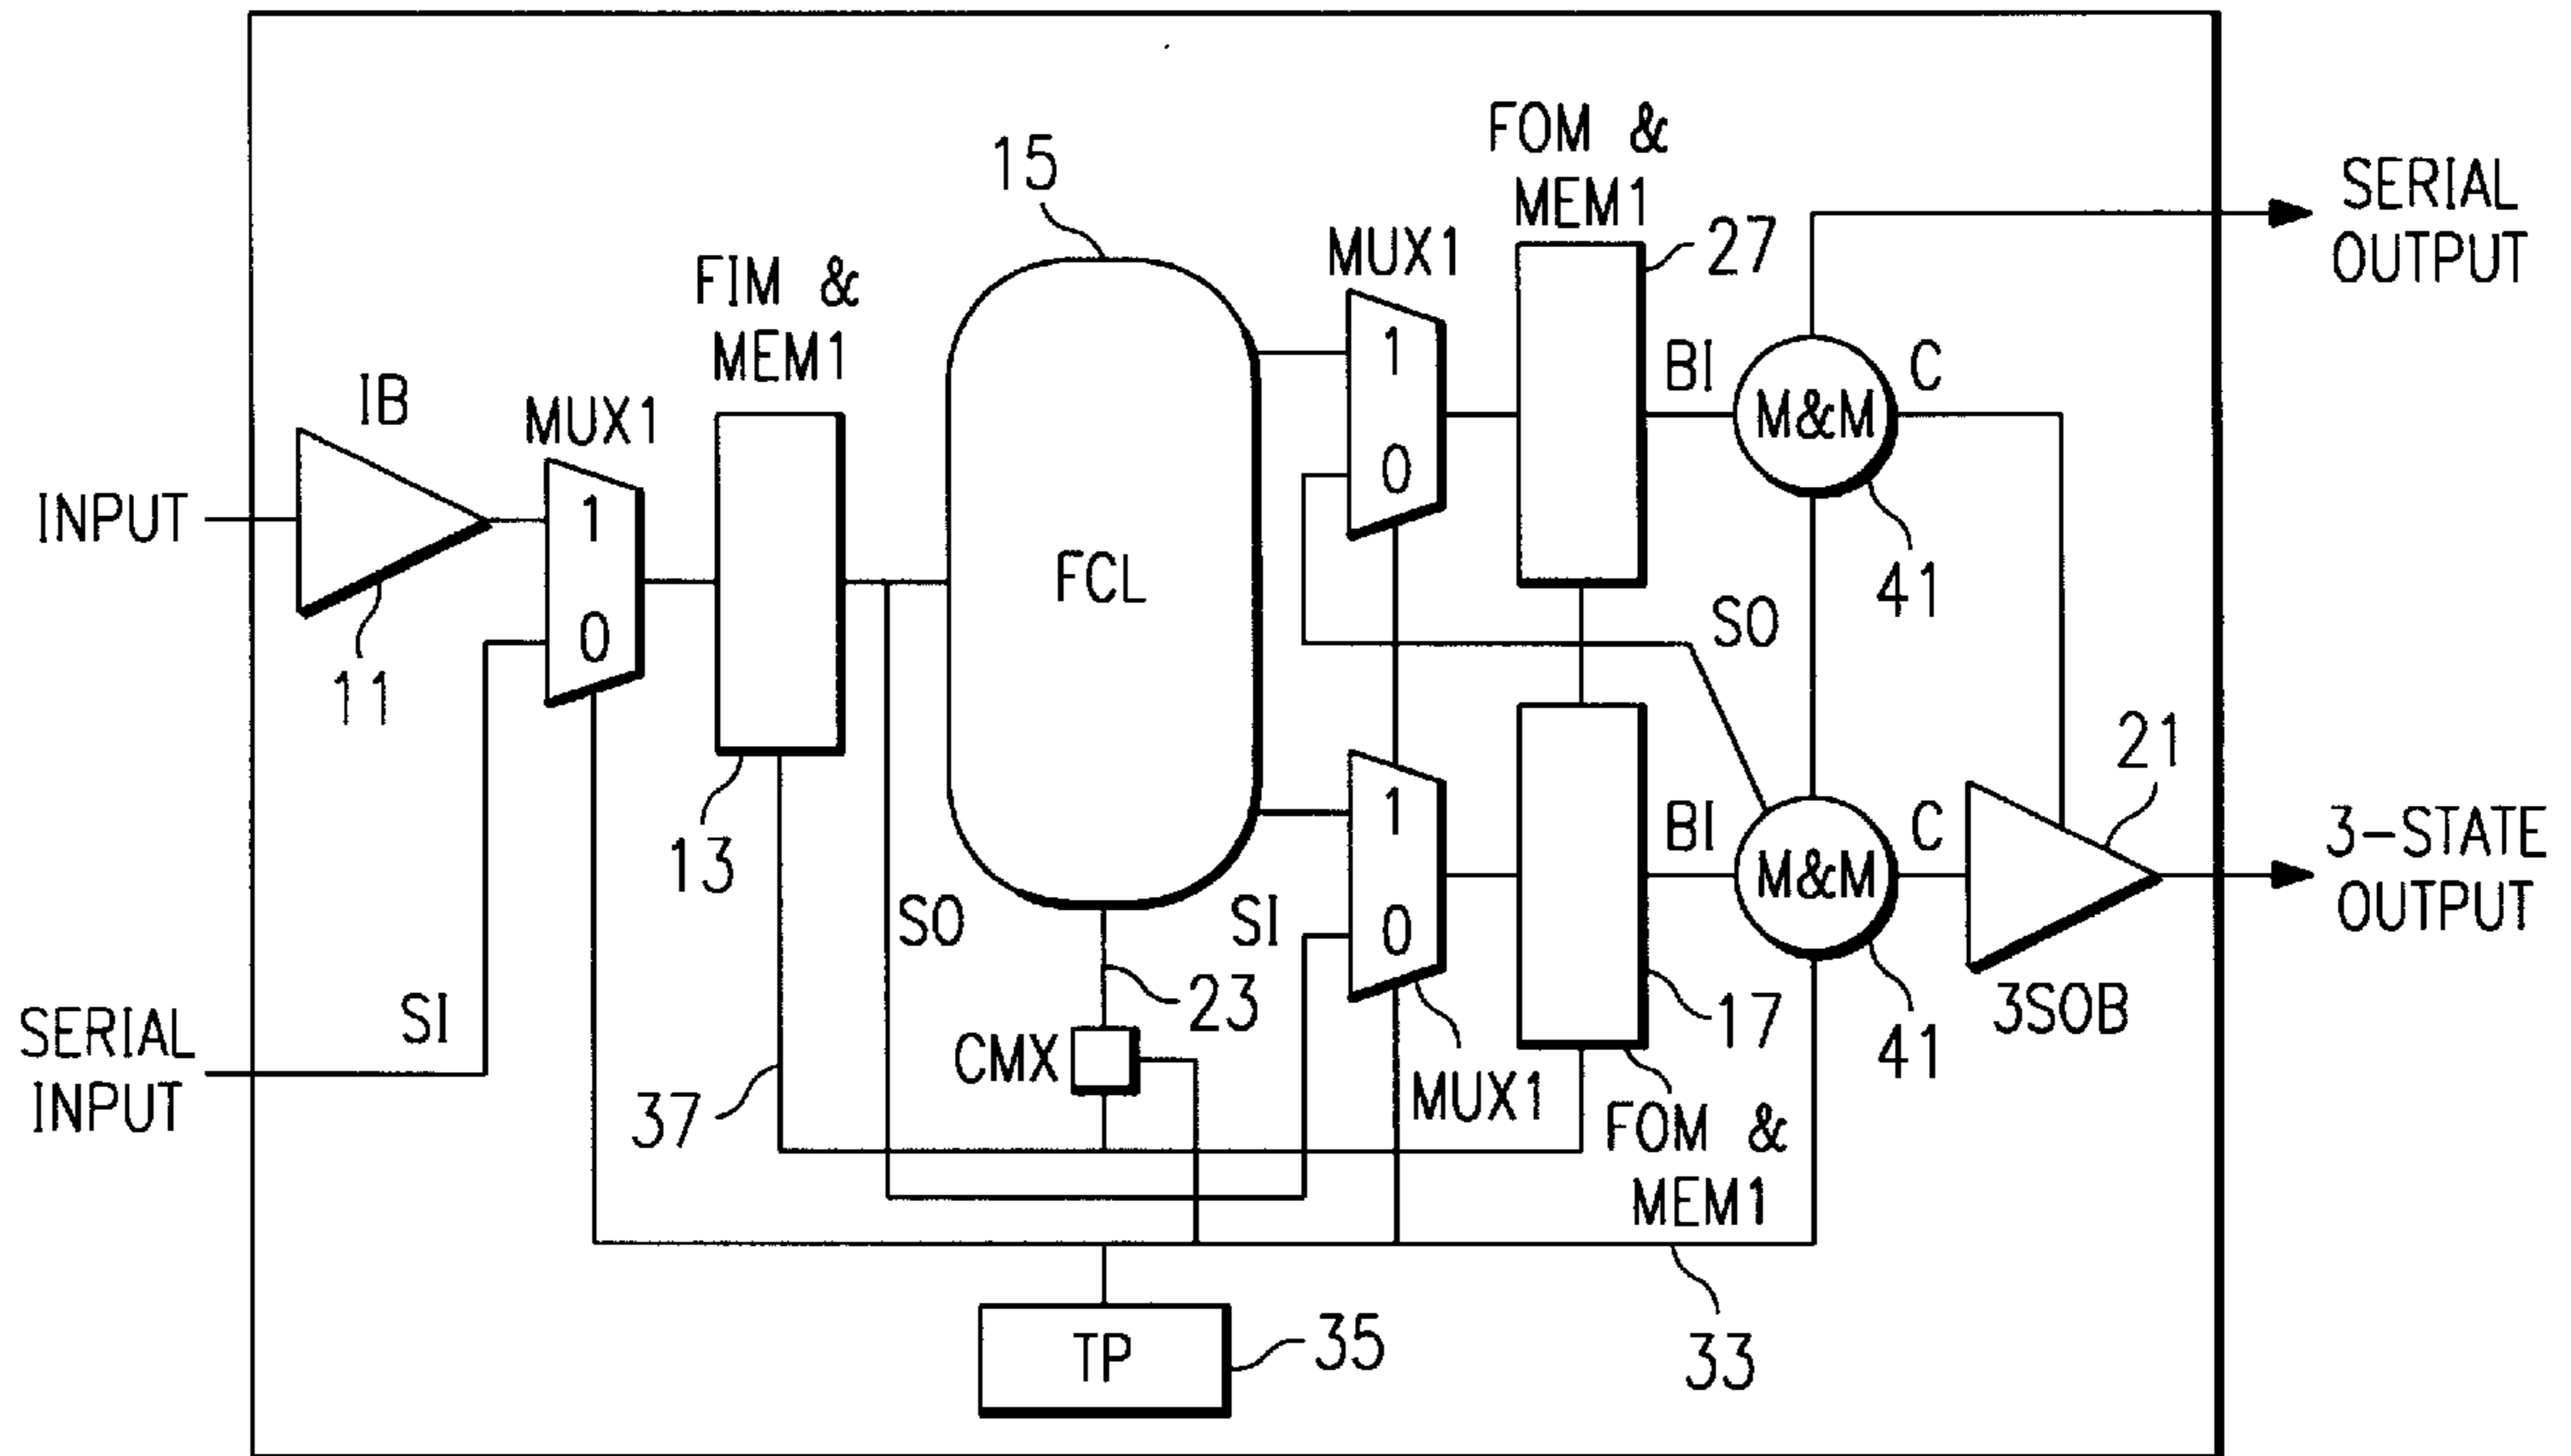 SERIAL
OUTPUT
FOM &
MEM1
27
15
MUX1
FIM &
MEM1
1
0
BI
M&M
C
41
IB
MUX1
1
0
INPUT
11
FCL
SO
13
21
1
0
BI
M&M
C
3-STATE
OUTPUT
SO
SI
23
17
3SOB
41
SI
SERIAL
INPUT
CMX
37
MUX1
FOM &
MEM1
TP
35
33